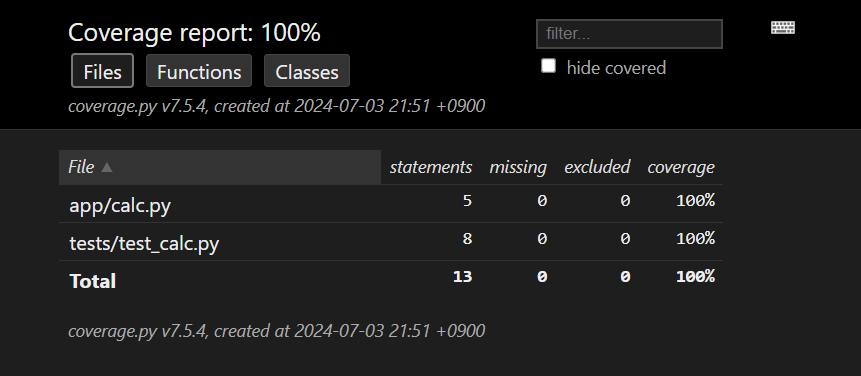 Coverage report: 100%
filter...
Files Functions Classes
hide covered
coverage.py v7.5.4, created at 2024-07-03 21:51 +0900
File statements missing excluded coverage
app/calc.py 5 0 0 100%
tests/test_calc.py 8 0 0 100%
Total 13 0 0 100%
coverage.py v7.5.4, created at 2024-07-03 21:51 +0900